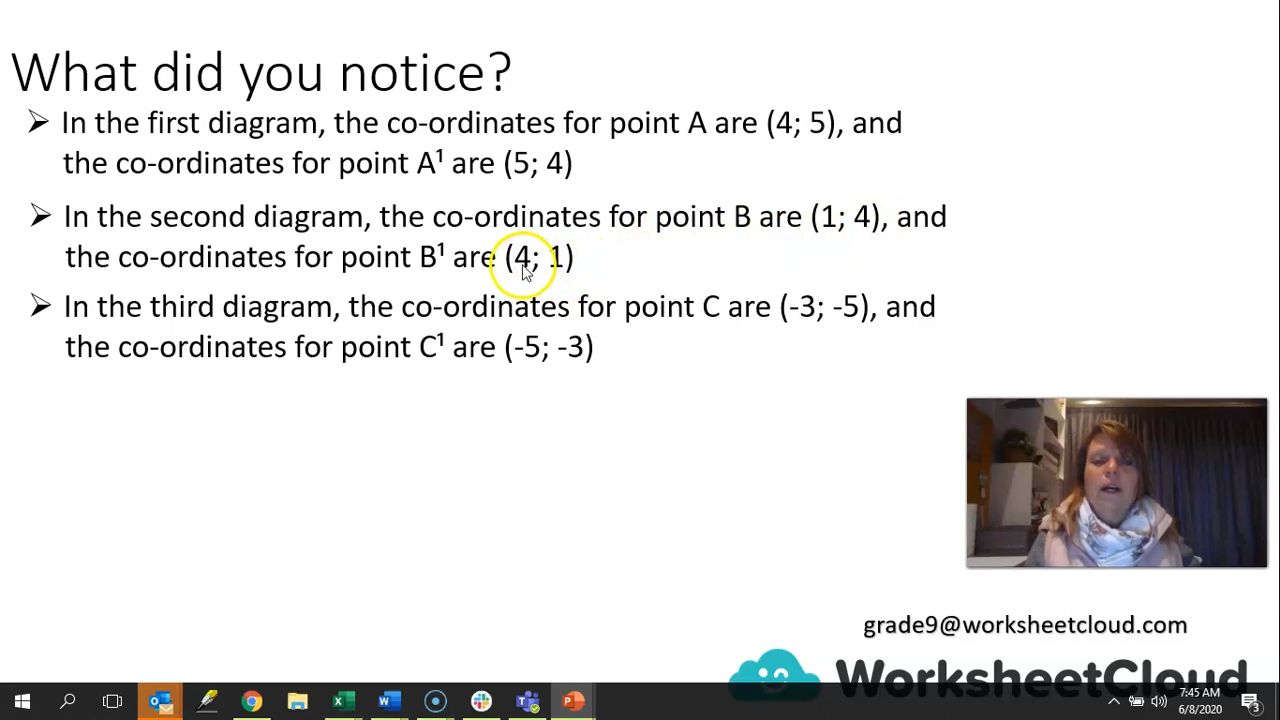 What did you notice?
➢ In the first diagram, the co-ordinates for point A are (4; 5), and
the co-ordinates for point A¹ are (5; 4)
➢ In the second diagram, the co-ordinates for point B are (1; 4), and
the co-ordinates for point B¹ are (4; 1)
➢ In the third diagram, the co-ordinates for point C are (-3; -5), and
the co-ordinates for point C¹ are (-5; -3)
grade9@worksheetcloud.com
WorksheetCloud
7:45 AM
6/8/2020
3